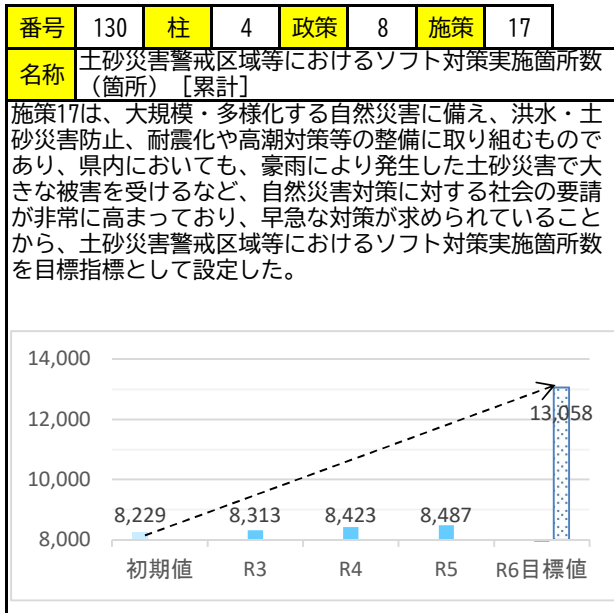 番号 130 柱 4 政策 8 施策 17
名称 土砂災害警戒区域等におけるソフト対策実施箇所数
（箇所）［累計］
施策17は、大規模・多様化する自然災害に備え、洪水・土
砂災害防止、耐震化や高潮対策等の整備に取り組むもので
あり、県内においても、豪雨により発生した土砂災害で大
きな被害を受けるなど、自然災害対策に対する社会の要請
が非常に高まっており、早急な対策が求められていること
から、土砂災害警戒区域等におけるソフト対策実施箇所数
を目標指標として設定した。
14,000
12,000
10,000
8,000
8,229 8,313 8,423 8,487 13,058
初期値 R3 R4 R5 R6目標値